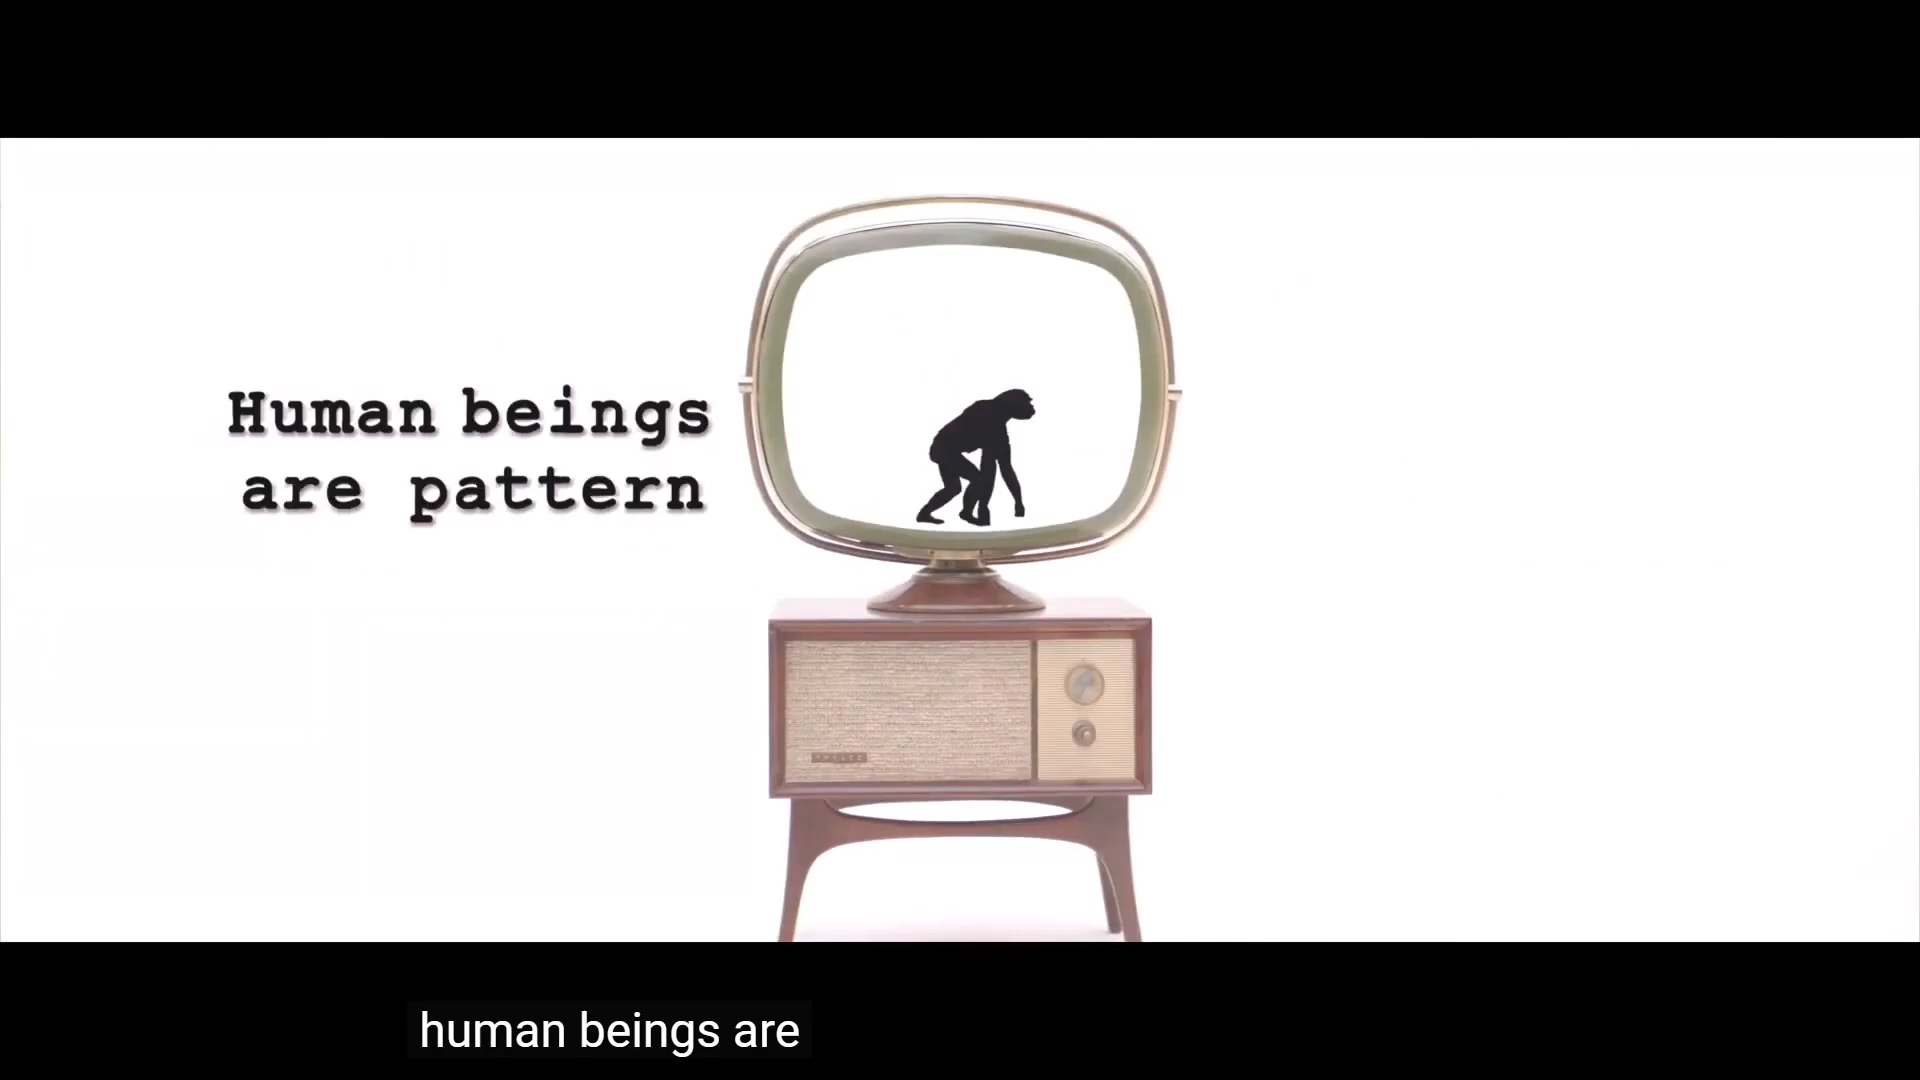 Human beings
are pattern
human beings are